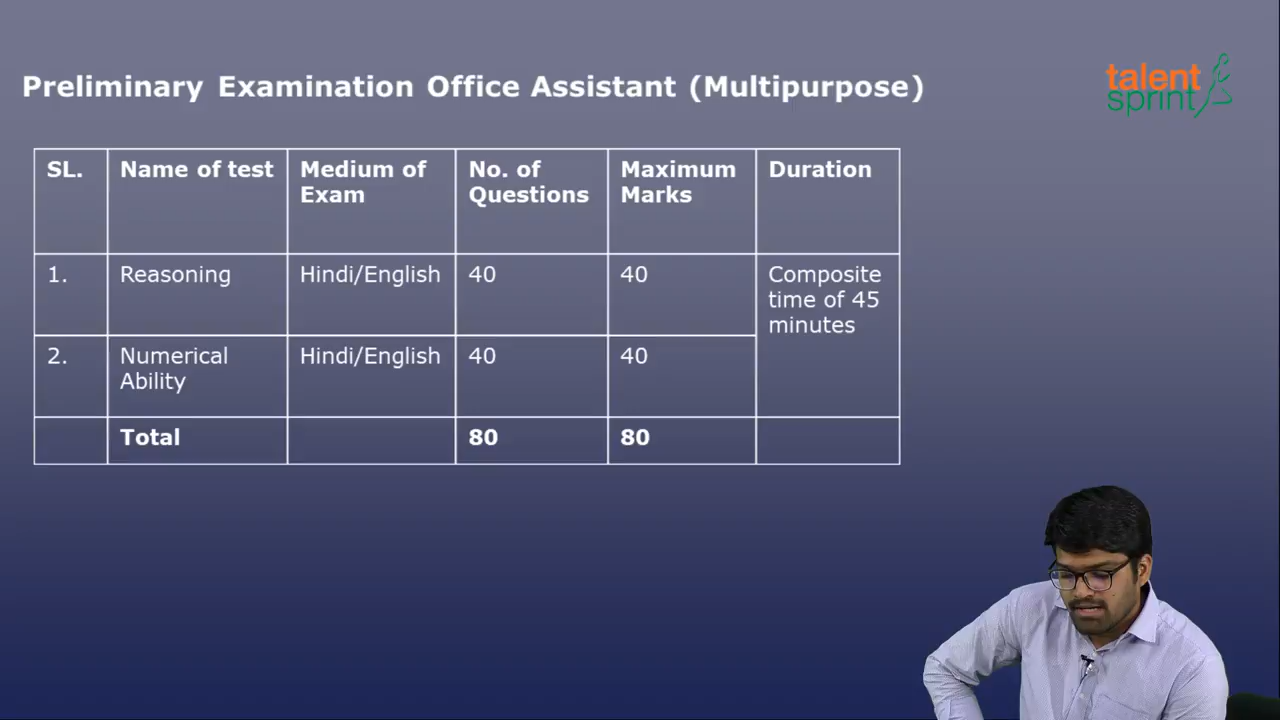 Preliminary Examination Office Assistant (Multipurpose)
talent
sprint
SL.
Name of test
Medium of
Exam
No. of
Questions
Maximum
Marks
Duration
1.
Reasoning
Hindi/English
40
40
Composite
time of 45
minutes
2.
Numerical
Ability
Hindi/English
40
40
Total
80
80